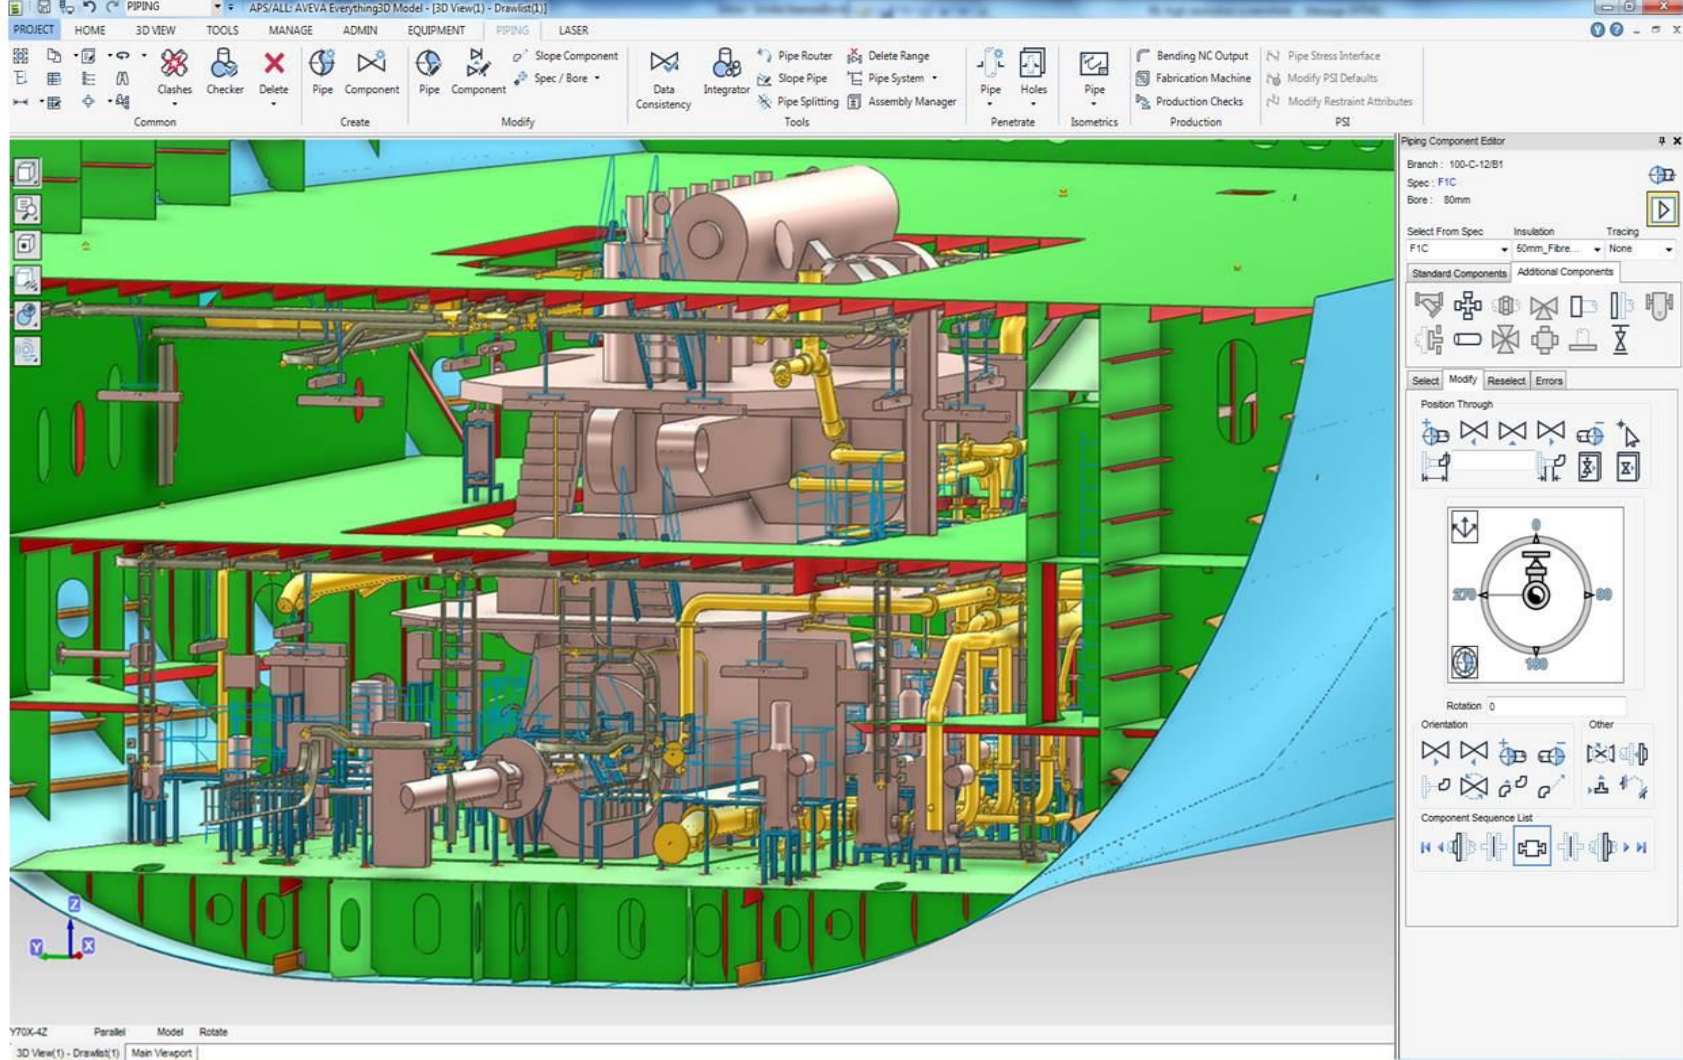 PIPING APS/ALL: AVEVA Everything3D Model - [3D View(1) - Drawlist(1)]
PROJECT HOME 3D VIEW TOOLS MANAGE ADMIN EQUIPMENT PIPING LASER
Clashes Checker Delete
Common
Pipe Component
Create
Pipe Component Slope Component
Spec / Bore
Modify
Data Consistency Integrator
Pipe Router Delete Range
Slope Pipe Pipe System
Pipe Splitting Assembly Manager
Tools
Pipe Holes
Penetrate
Pipe
Isometrics
Bending NC Output
Fabrication Machine
Production Checks
Production
Pipe Stress Interface
Modify PSI Defaults
Modify Restraint Attributes
PSI
Piping Component Editor
Branch : 100-C-12/B1
Spec : F1C
Bore : 80mm
Select From Spec Insulation Tracing
F1C 50mm_Fibre... None
Standard Components Additional Components
Select Modify Reselect Errors
Position Through
0
270 90
180
Rotation 0
Orientation Other
Component Sequence List
Z
Y X
Y70X-4Z Parallel Model Rotate
3D View(1) - Drawlist(1) Main Viewport